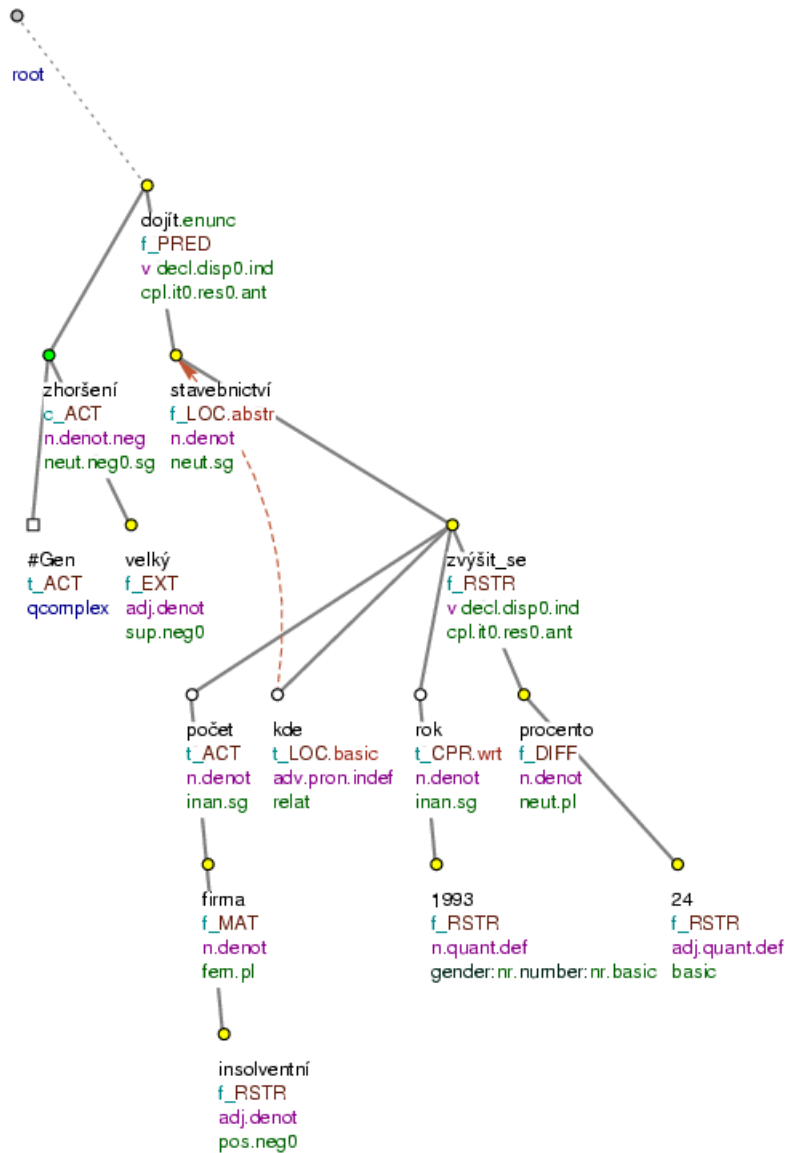 root
dojít.enunc
f_PRED
v decl.disp0.ind
cpl.it0.res0.ant
zhoršení
c_ACT
n.denot.neg
neut.neg0.sg
stavebnictví
f_LOC.abstr
n.denot
neut.sg
#Gen
t_ACT
qcomplex
velký
f_EXT
adj.denot
sup.neg0
zvýšit_se
f_RSTR
v decl.disp0.ind
cpl.it0.res0.ant
počet
t_ACT
n.denot
inan.sg
kde
t_LOC.basic
adv.pron.indef
relat
rok
t_CPR.wrt
n.denot
inan.sg
procento
f_DIFF
n.denot
neut.pl
firma
f_MAT
n.denot
fem.pl
1993
f_RSTR
n.quant.def
gender:nr.number:nr.basic
24
f_RSTR
adj.quant.def
basic
insolventní
f_RSTR
adj.denot
pos.neg0